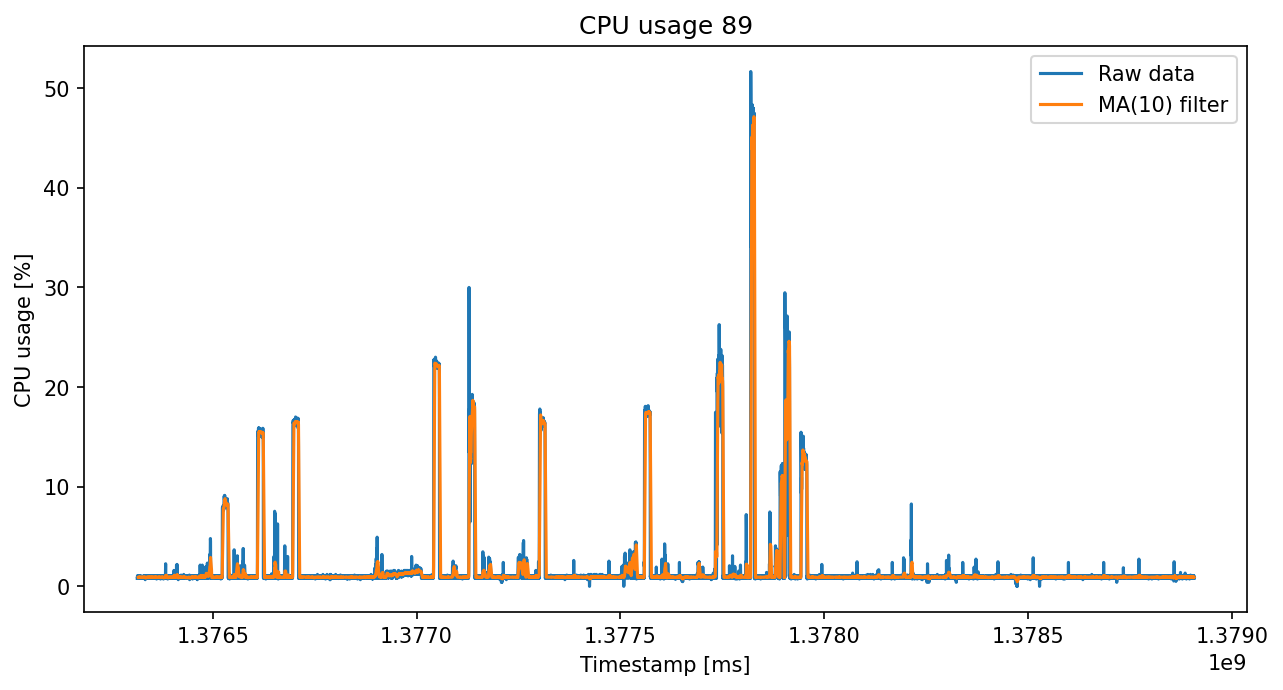 CPU usage 89
Raw data
MA(10) filter
CPU usage [%]
50
40
30
20
10
0
1.3765 1.3770 1.3775 1.3780 1.3785 1.3790
1e9
Timestamp [ms]